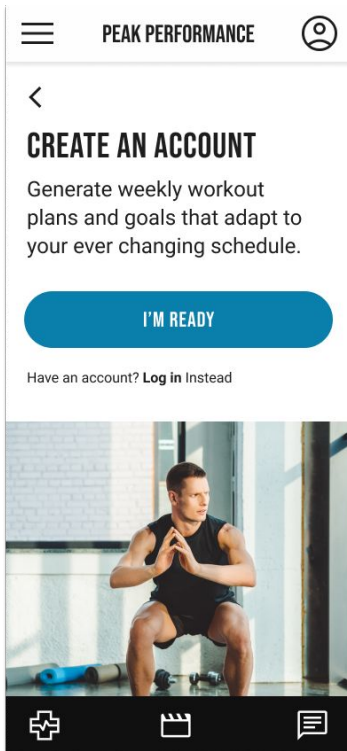 PEAK PERFORMANCE
CREATE AN ACCOUNT
Generate weekly workout
plans and goals that adapt to
your ever changing schedule.
I'M READY
Have an account? Log in Instead